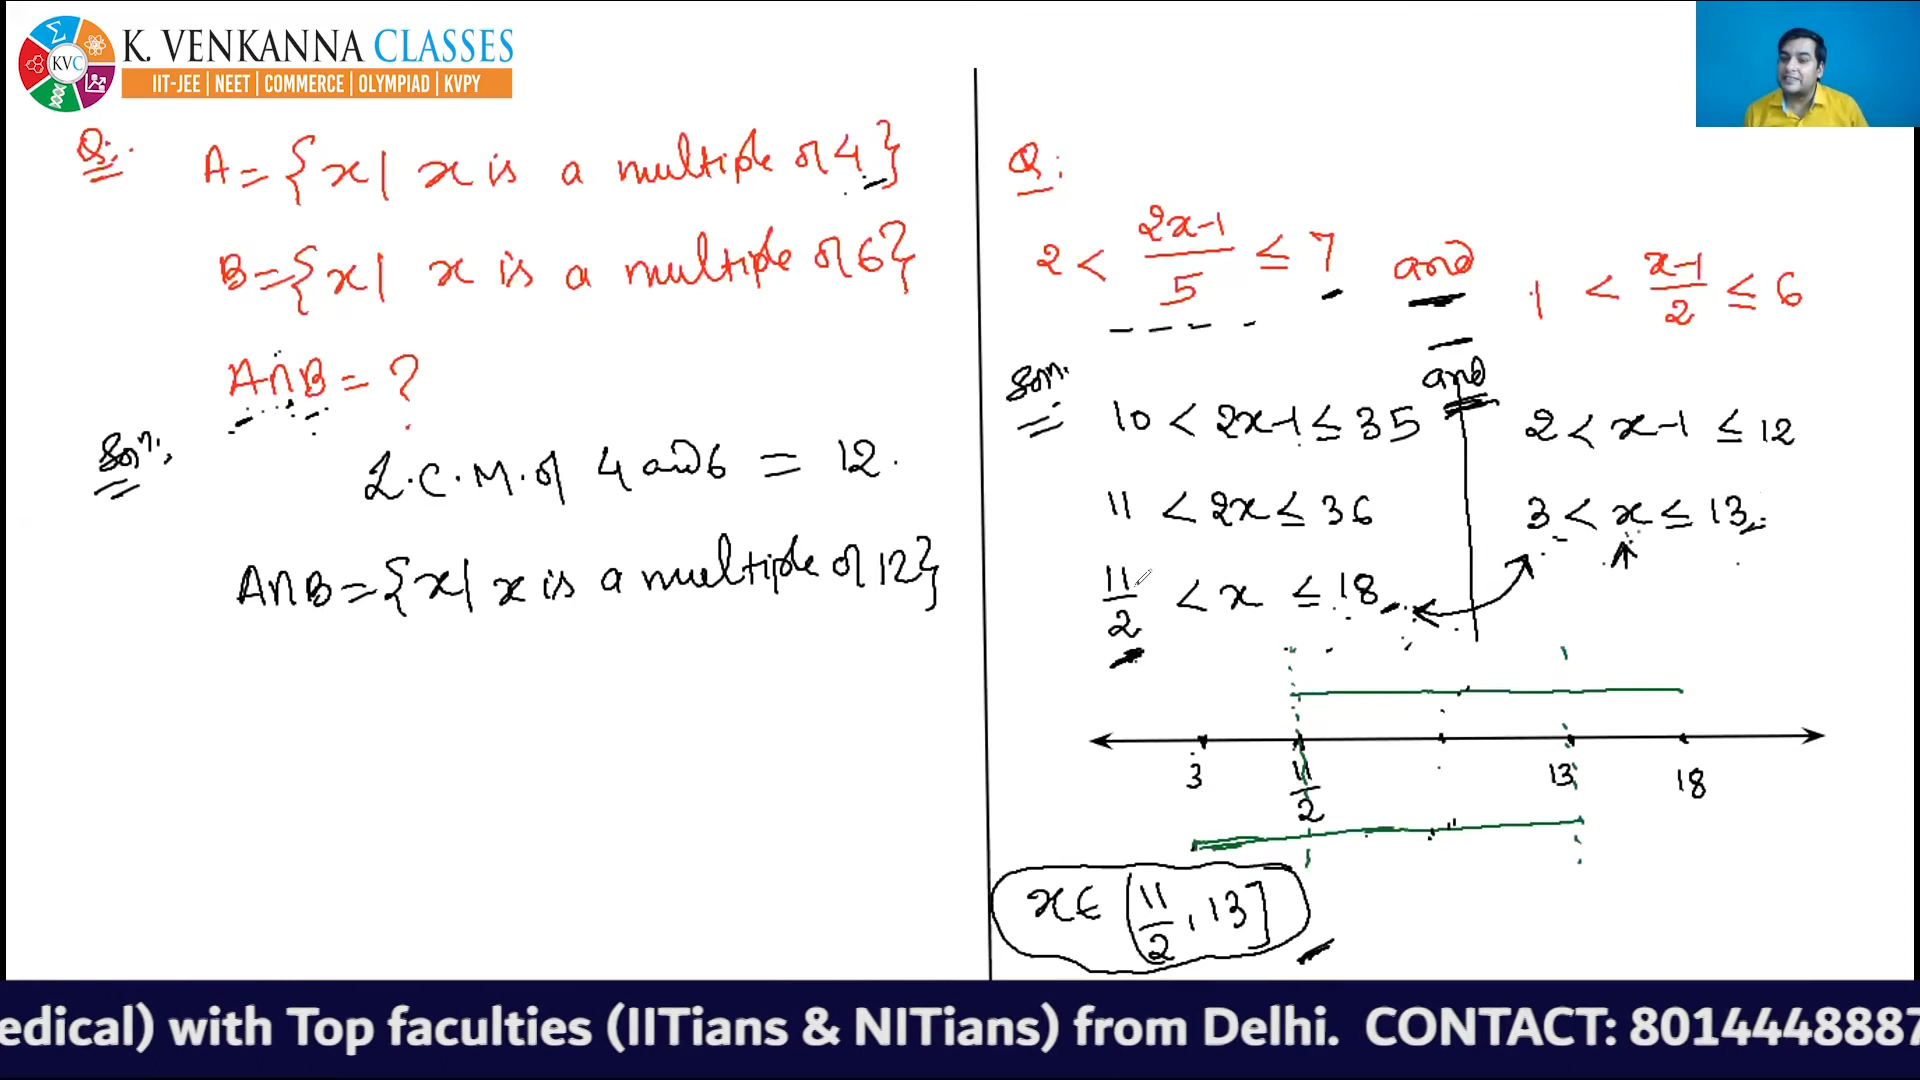 K. VENKANNA CLASSES
KVC
IIT-JEE | NEET | COMMERCE | OLYMPIAD | KVPY
Q:.
A = {x | x is a multiple of 4}
B = {x | x is a multiple of 6}
A∩B = ?
Soln:
L.C.M. of 4 and 6 = 12.
A∩B = {x | x is a multiple of 12}
Q:
2 < (2x-1)/5 ≤ 7 and 1 < (x-1)/2 ≤ 6
Soln.
and
10 < 2x-1 ≤ 35
2 < x-1 ≤ 12
11 < 2x ≤ 36
3 < x ≤ 13
11/2 < x ≤ 18
3 11/2 13 18
x ∈ (11/2, 13]
edical) with Top faculties (IITians & NITians) from Delhi. CONTACT: 8014448887